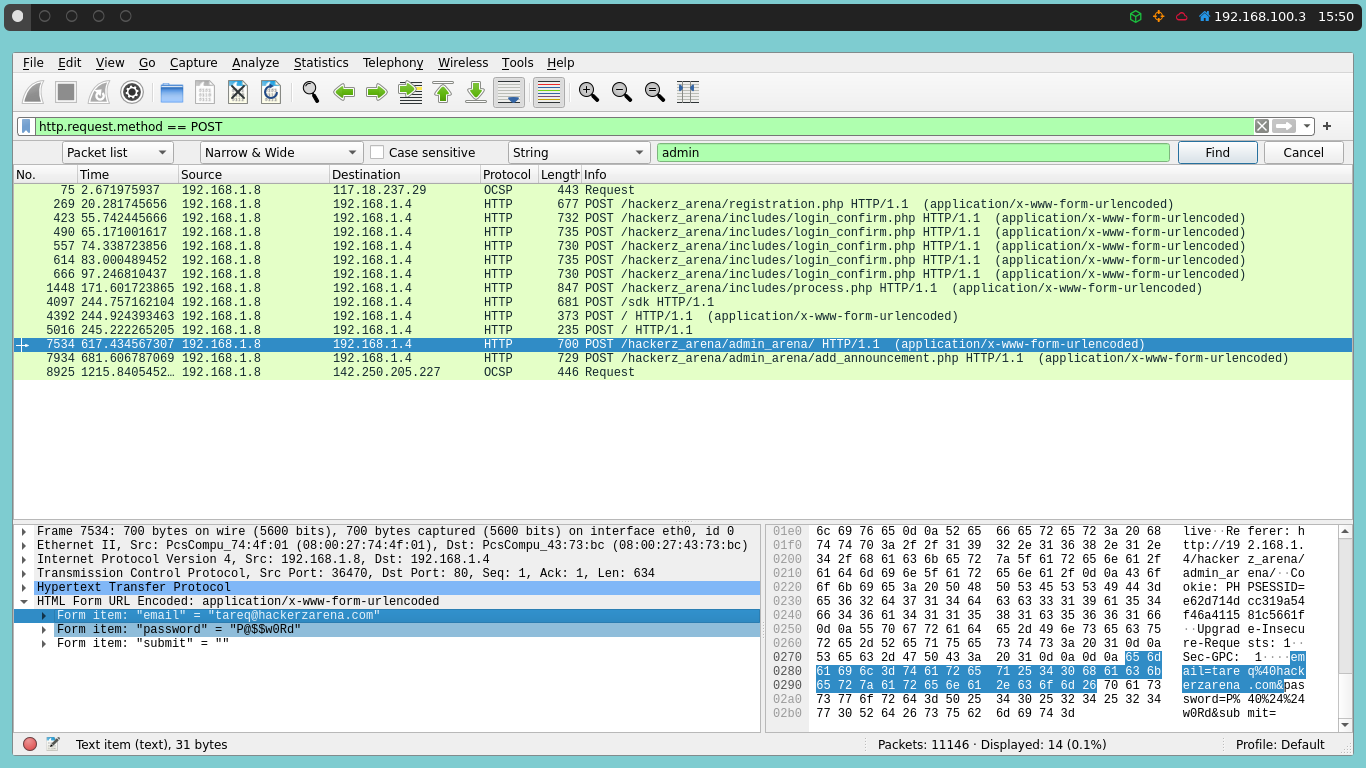 192.168.100.3 15:50
File Edit View Go Capture Analyze Statistics Telephony Wireless Tools Help
http.request.method == POST
Packet list Narrow & Wide Case sensitive String admin Find Cancel
No. Time Source Destination Protocol Length Info
75 2.671975937 192.168.1.8 117.18.237.29 OCSP 443 Request
269 20.281745656 192.168.1.8 192.168.1.4 HTTP 677 POST /hackerz_arena/registration.php HTTP/1.1 (application/x-www-form-urlencoded)
423 55.742445666 192.168.1.8 192.168.1.4 HTTP 732 POST /hackerz_arena/includes/login_confirm.php HTTP/1.1 (application/x-www-form-urlencoded)
490 65.171001617 192.168.1.8 192.168.1.4 HTTP 735 POST /hackerz_arena/includes/login_confirm.php HTTP/1.1 (application/x-www-form-urlencoded)
557 74.338723856 192.168.1.8 192.168.1.4 HTTP 730 POST /hackerz_arena/includes/login_confirm.php HTTP/1.1 (application/x-www-form-urlencoded)
614 83.000489452 192.168.1.8 192.168.1.4 HTTP 735 POST /hackerz_arena/includes/login_confirm.php HTTP/1.1 (application/x-www-form-urlencoded)
666 97.246810437 192.168.1.8 192.168.1.4 HTTP 730 POST /hackerz_arena/includes/login_confirm.php HTTP/1.1 (application/x-www-form-urlencoded)
1448 171.601723865 192.168.1.8 192.168.1.4 HTTP 847 POST /hackerz_arena/includes/process.php HTTP/1.1 (application/x-www-form-urlencoded)
4097 244.757162104 192.168.1.8 192.168.1.4 HTTP 681 POST /sdk HTTP/1.1
4392 244.924393463 192.168.1.8 192.168.1.4 HTTP 373 POST / HTTP/1.1 (application/x-www-form-urlencoded)
5016 245.222265205 192.168.1.8 192.168.1.4 HTTP 235 POST / HTTP/1.1
7534 617.434567307 192.168.1.8 192.168.1.4 HTTP 700 POST /hackerz_arena/admin_arena/ HTTP/1.1 (application/x-www-form-urlencoded)
7934 681.606787069 192.168.1.8 192.168.1.4 HTTP 729 POST /hackerz_arena/admin_arena/add_announcement.php HTTP/1.1 (application/x-www-form-urlencoded)
8925 1215.8405452… 192.168.1.8 142.250.205.227 OCSP 446 Request
Frame 7534: 700 bytes on wire (5600 bits), 700 bytes captured (5600 bits) on interface eth0, id 0
Ethernet II, Src: PcsCompu_74:4f:01 (08:00:27:74:4f:01), Dst: PcsCompu_43:73:bc (08:00:27:43:73:bc)
Internet Protocol Version 4, Src: 192.168.1.8, Dst: 192.168.1.4
Transmission Control Protocol, Src Port: 36470, Dst Port: 80, Seq: 1, Ack: 1, Len: 634
Hypertext Transfer Protocol
HTML Form URL Encoded: application/x-www-form-urlencoded
Form item: "email" = "tareq@hackerzarena.com"
Form item: "password" = "P@$$w0Rd"
Form item: "submit" = ""
01e0 6c 69 76 65 0d 0a 52 65 66 65 72 65 72 3a 20 68 live··Re ferer: h
01f0 74 74 70 3a 2f 2f 31 39 32 2e 31 36 38 2e 31 2e ttp://19 2.168.1.
0200 34 2f 68 61 63 6b 65 72 7a 5f 61 72 65 6e 61 2f 4/hacker z_arena/
0210 61 64 6d 69 6e 5f 61 72 65 6e 61 2f 0d 0a 43 6f admin_ar ena/··Co
0220 6f 6b 69 65 3a 20 50 48 50 53 45 53 53 49 44 3d okie: PH PSESSID=
0230 65 36 32 64 37 31 34 64 63 63 33 31 39 61 35 34 e62d714d cc319a54
0240 66 34 36 61 34 31 31 35 38 31 63 35 36 36 31 66 f46a4115 81c5661f
0250 0d 0a 55 70 67 72 61 64 65 2d 49 6e 73 65 63 75 ··Upgrad e-Insecu
0260 72 65 2d 52 65 71 75 65 73 74 73 3a 20 31 0d 0a re-Reque sts: 1··
0270 53 65 63 2d 47 50 43 3a 20 31 0d 0a 0d 0a 65 6d Sec-GPC: 1····em
0280 61 69 6c 3d 74 61 72 65 71 25 34 30 68 61 63 6b ail=tare q%40hack
0290 65 72 7a 61 72 65 6e 61 2e 63 6f 6d 26 70 61 73 erzarena .com&pas
02a0 73 77 6f 72 64 3d 50 25 34 30 25 32 34 25 32 34 sword=P% 40%24%24
02b0 77 30 52 64 26 73 75 62 6d 69 74 3d w0Rd&sub mit=
Text item (text), 31 bytes Packets: 11146 · Displayed: 14 (0.1%) Profile: Default